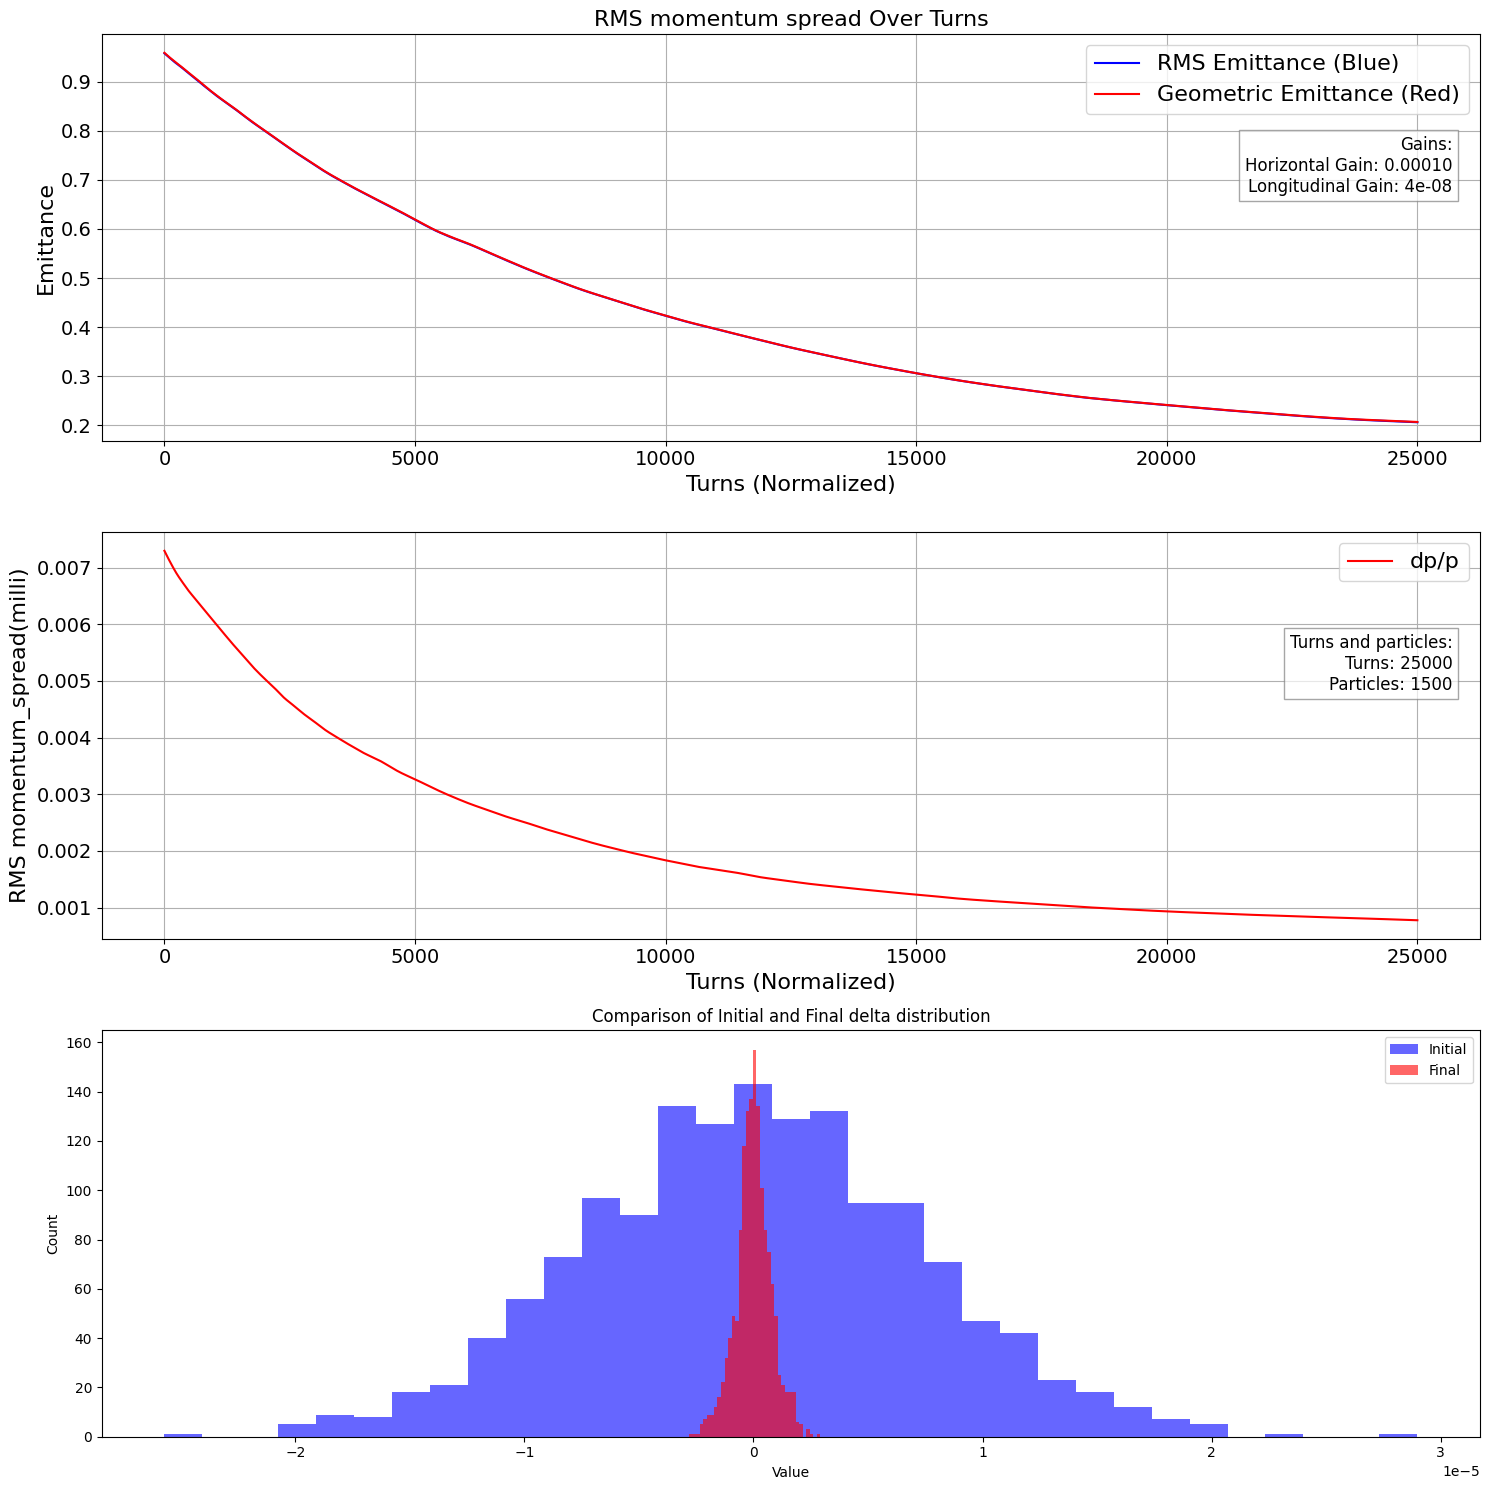 RMS momentum spread Over Turns
Emittance
0.9
0.8
0.7
0.6
0.5
0.4
0.3
0.2
RMS Emittance (Blue)
Geometric Emittance (Red)
Gains:
Horizontal Gain: 0.00010
Longitudinal Gain: 4e-08
0 5000 10000 15000 20000 25000
Turns (Normalized)
RMS momentum_spread(milli)
0.007
0.006
0.005
0.004
0.003
0.002
0.001
dp/p
Turns and particles:
Turns: 25000
Particles: 1500
0 5000 10000 15000 20000 25000
Turns (Normalized)
Comparison of Initial and Final delta distribution
Count
160
140
120
100
80
60
40
20
0
Initial
Final
−2 −1 0 1 2 3
1e−5
Value